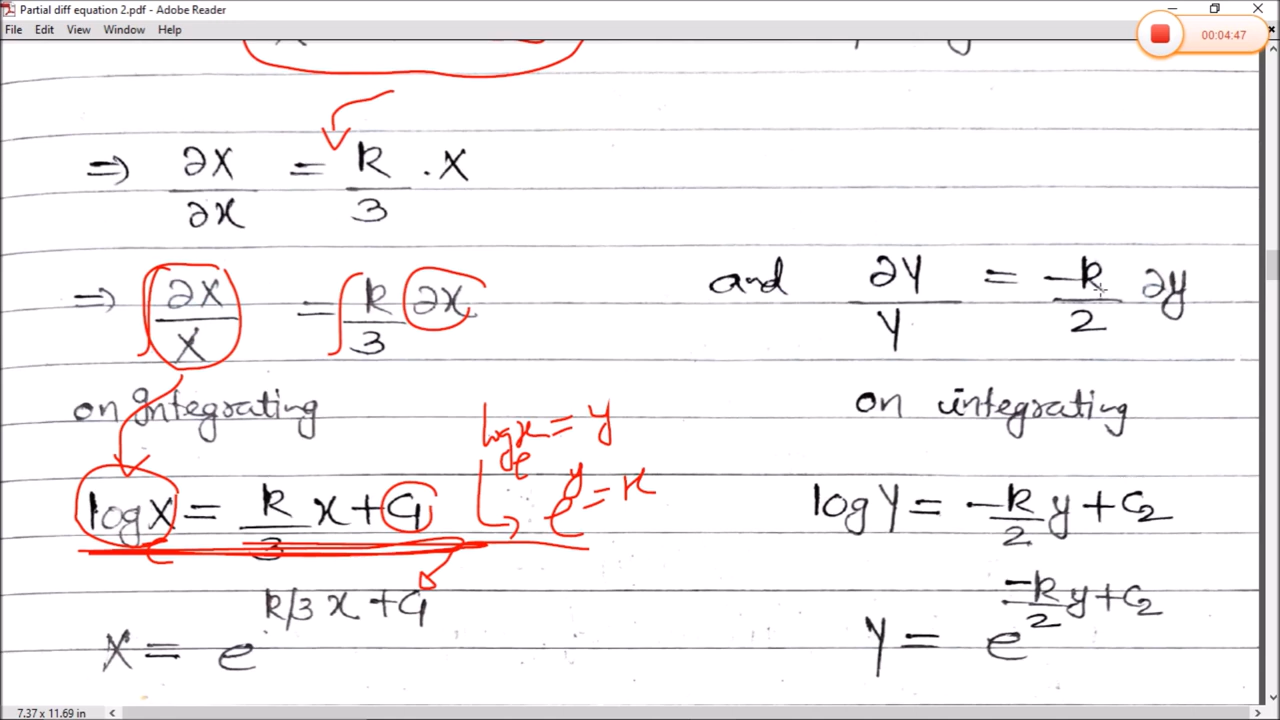 Partial diff equation 2.pdf - Adobe Reader
File Edit View Window Help
00:04:47
⇒ ∂X/∂x = k/3 . X
⇒ ∂X/X = k/3 ∂x and ∂Y/Y = -k/2 ∂y
on integrating on integrating
log_e x = y
e^y = x
log X = k/3 x + C1 log Y = -k/2 y + C2
X = e^(k/3 x + C1) Y = e^(-k/2 y + C2)
7.37 x 11.69 in